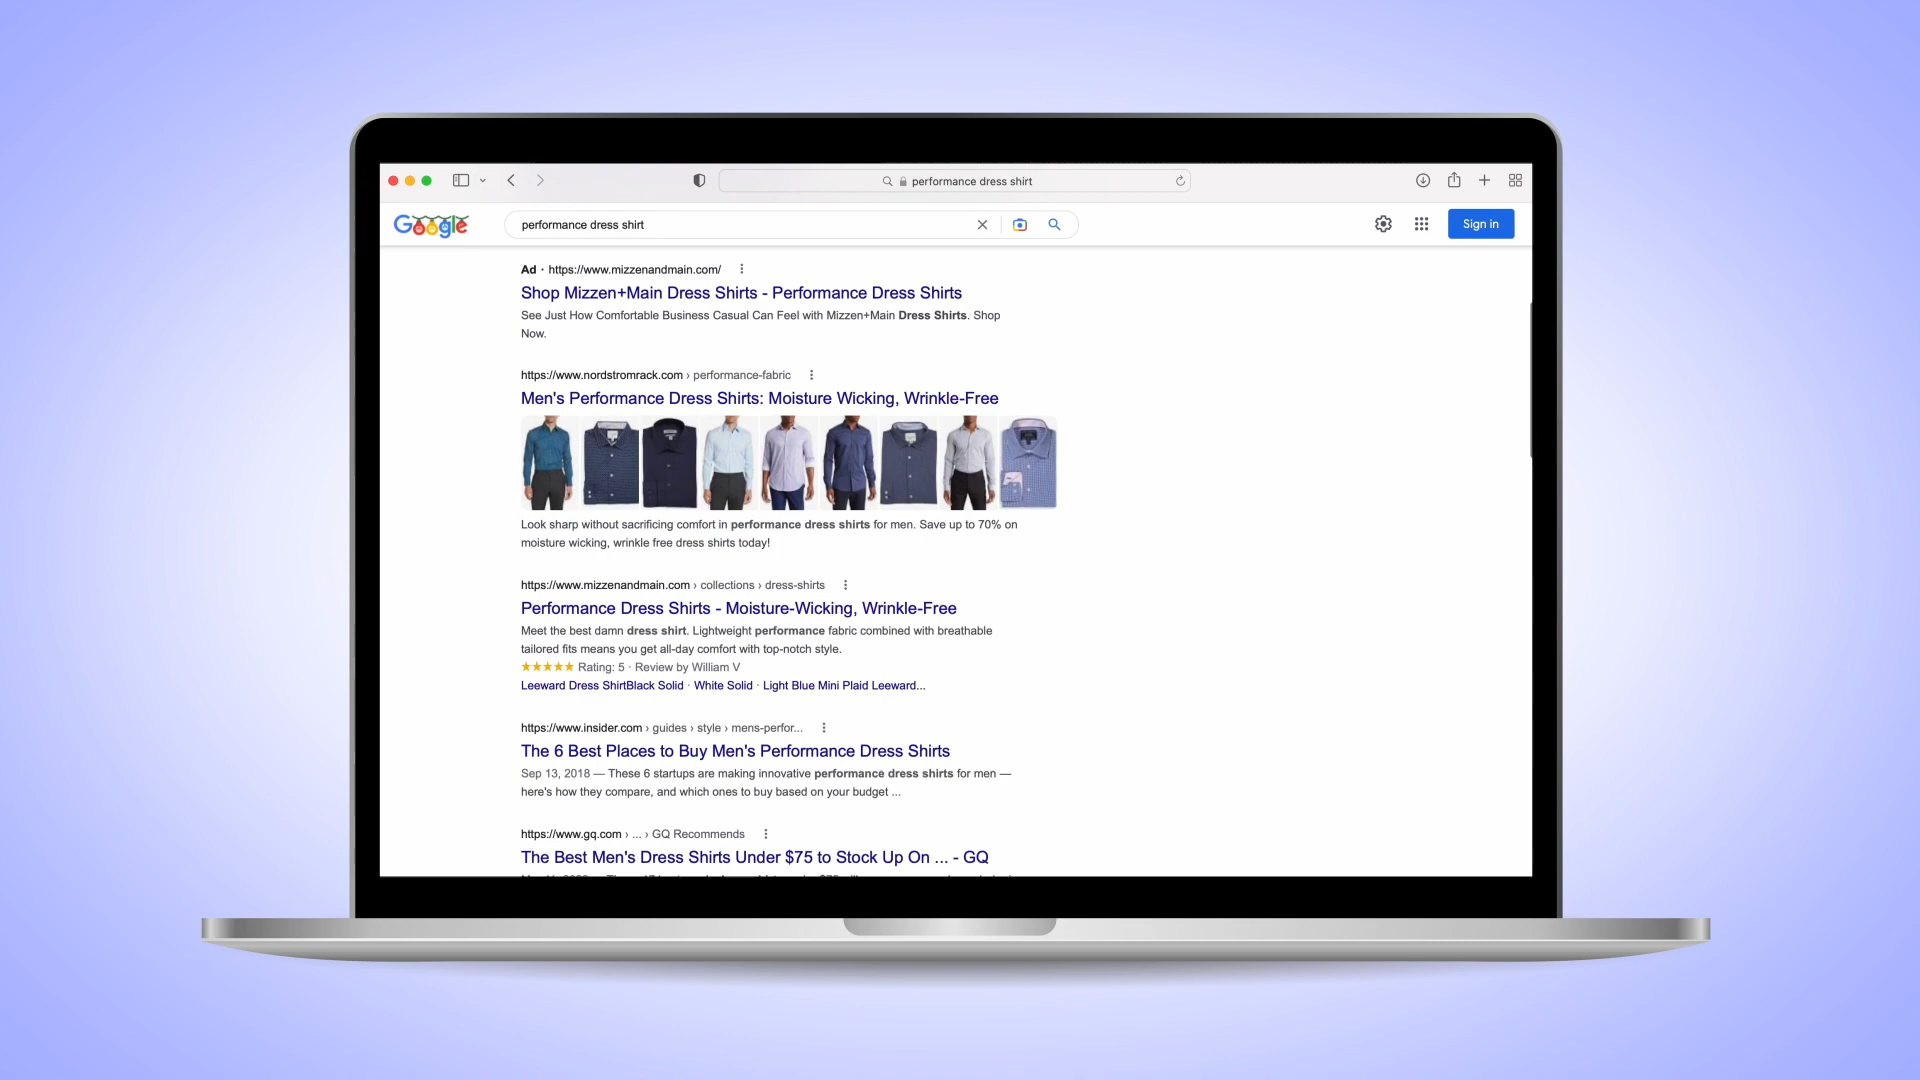 performance dress shirt
Google
performance dress shirt
Sign in
Ad · https://www.mizzenandmain.com/
Shop Mizzen+Main Dress Shirts - Performance Dress Shirts
See Just How Comfortable Business Casual Can Feel with Mizzen+Main Dress Shirts. Shop
Now.
https://www.nordstromrack.com › performance-fabric
Men's Performance Dress Shirts: Moisture Wicking, Wrinkle-Free
Look sharp without sacrificing comfort in performance dress shirts for men. Save up to 70% on
moisture wicking, wrinkle free dress shirts today!
https://www.mizzenandmain.com › collections › dress-shirts
Performance Dress Shirts - Moisture-Wicking, Wrinkle-Free
Meet the best damn dress shirt. Lightweight performance fabric combined with breathable
tailored fits means you get all-day comfort with top-notch style.
★★★★★ Rating: 5 · Review by William V
Leeward Dress ShirtBlack Solid · White Solid · Light Blue Mini Plaid Leeward...
https://www.insider.com › guides › style › mens-perfor...
The 6 Best Places to Buy Men's Performance Dress Shirts
Sep 13, 2018 — These 6 startups are making innovative performance dress shirts for men —
here's how they compare, and which ones to buy based on your budget ...
https://www.gq.com › ... › GQ Recommends
The Best Men's Dress Shirts Under $75 to Stock Up On ... - GQ